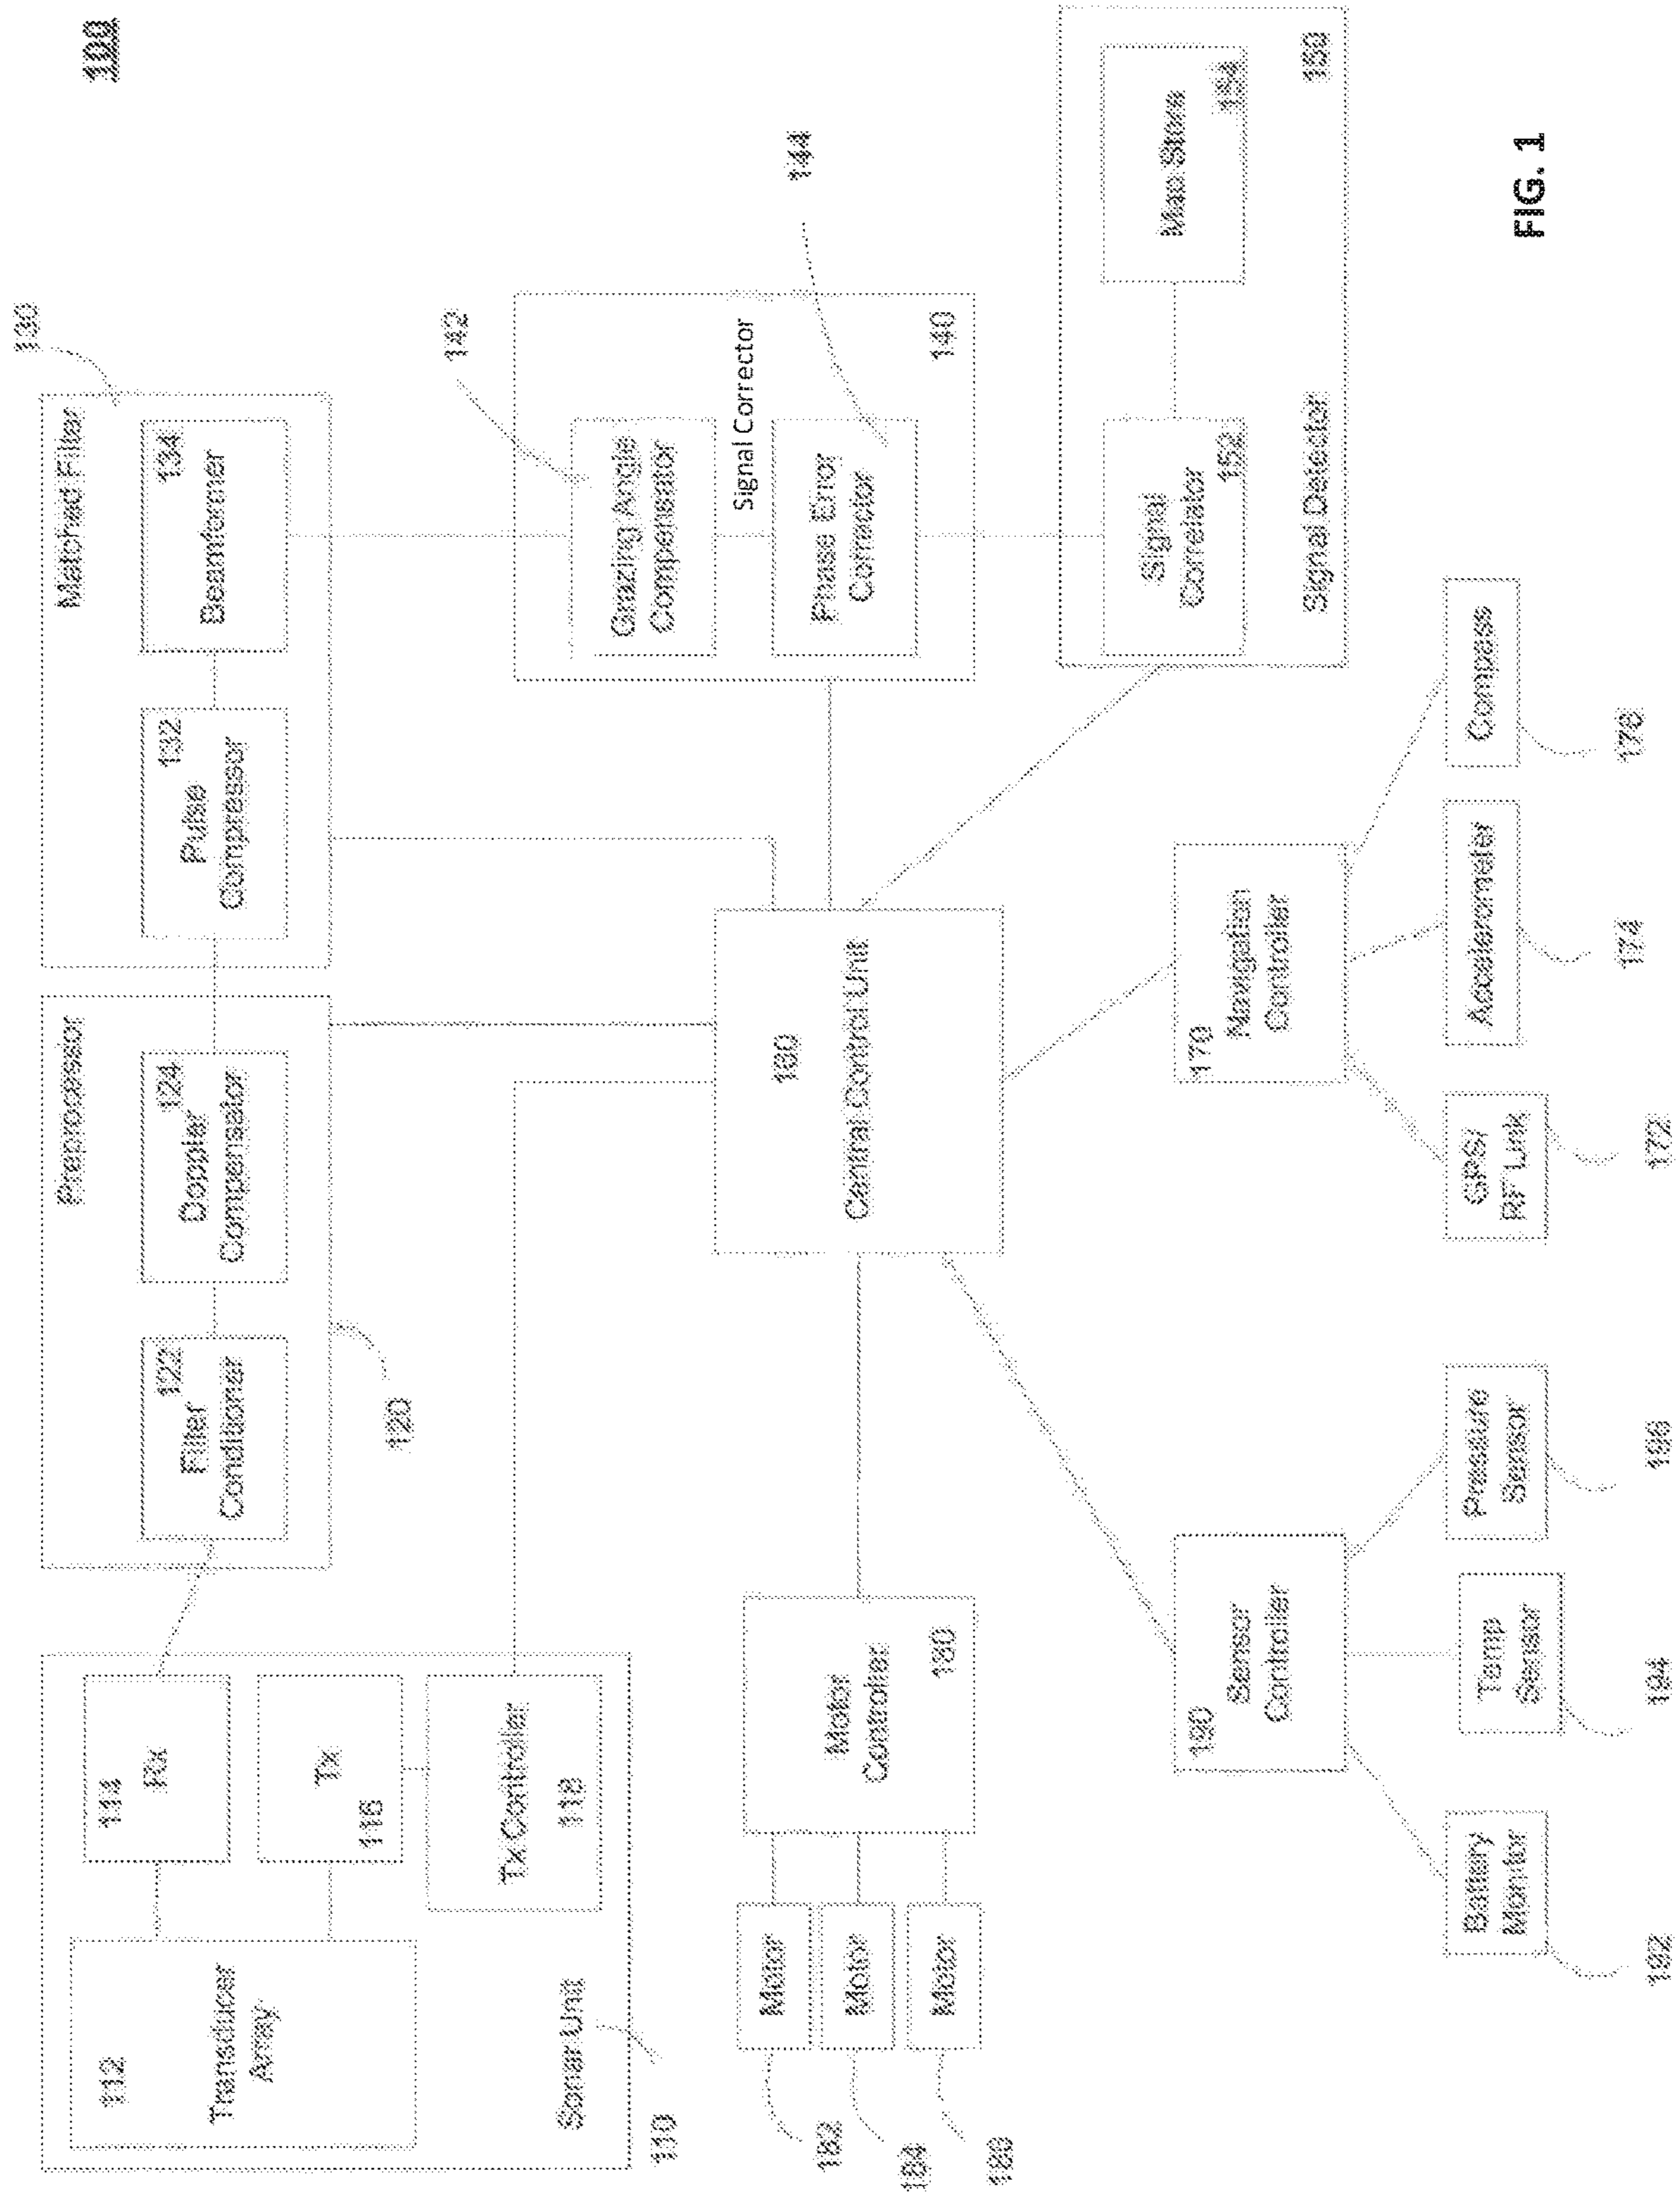 100
112
Transducer
Array
114
Rx
Tx
116
Tx Controller
118
Sonar Unit
110
Preprocessor
122
Filter
Conditioner
124
Doppler
Compensator
120
Matched Filter
130
132
Pulse
Compressor
134
Beamformer
142
Grazing Angle
Compensator
Signal Corrector
Phase Error
Corrector
140
144
Signal
Correlator
152
Map Store
154
Signal Detector
150
160
Central Control Unit
Motor
Controller
180
Motor
Motor
Motor
182
184
186
190
Sensor
Controller
Battery
Monitor
192
Temp
Sensor
194
Pressure
Sensor
196
170
Navigation
Controller
GPS/
RF Link
172
Accelerometer
174
Compass
176
FIG. 1